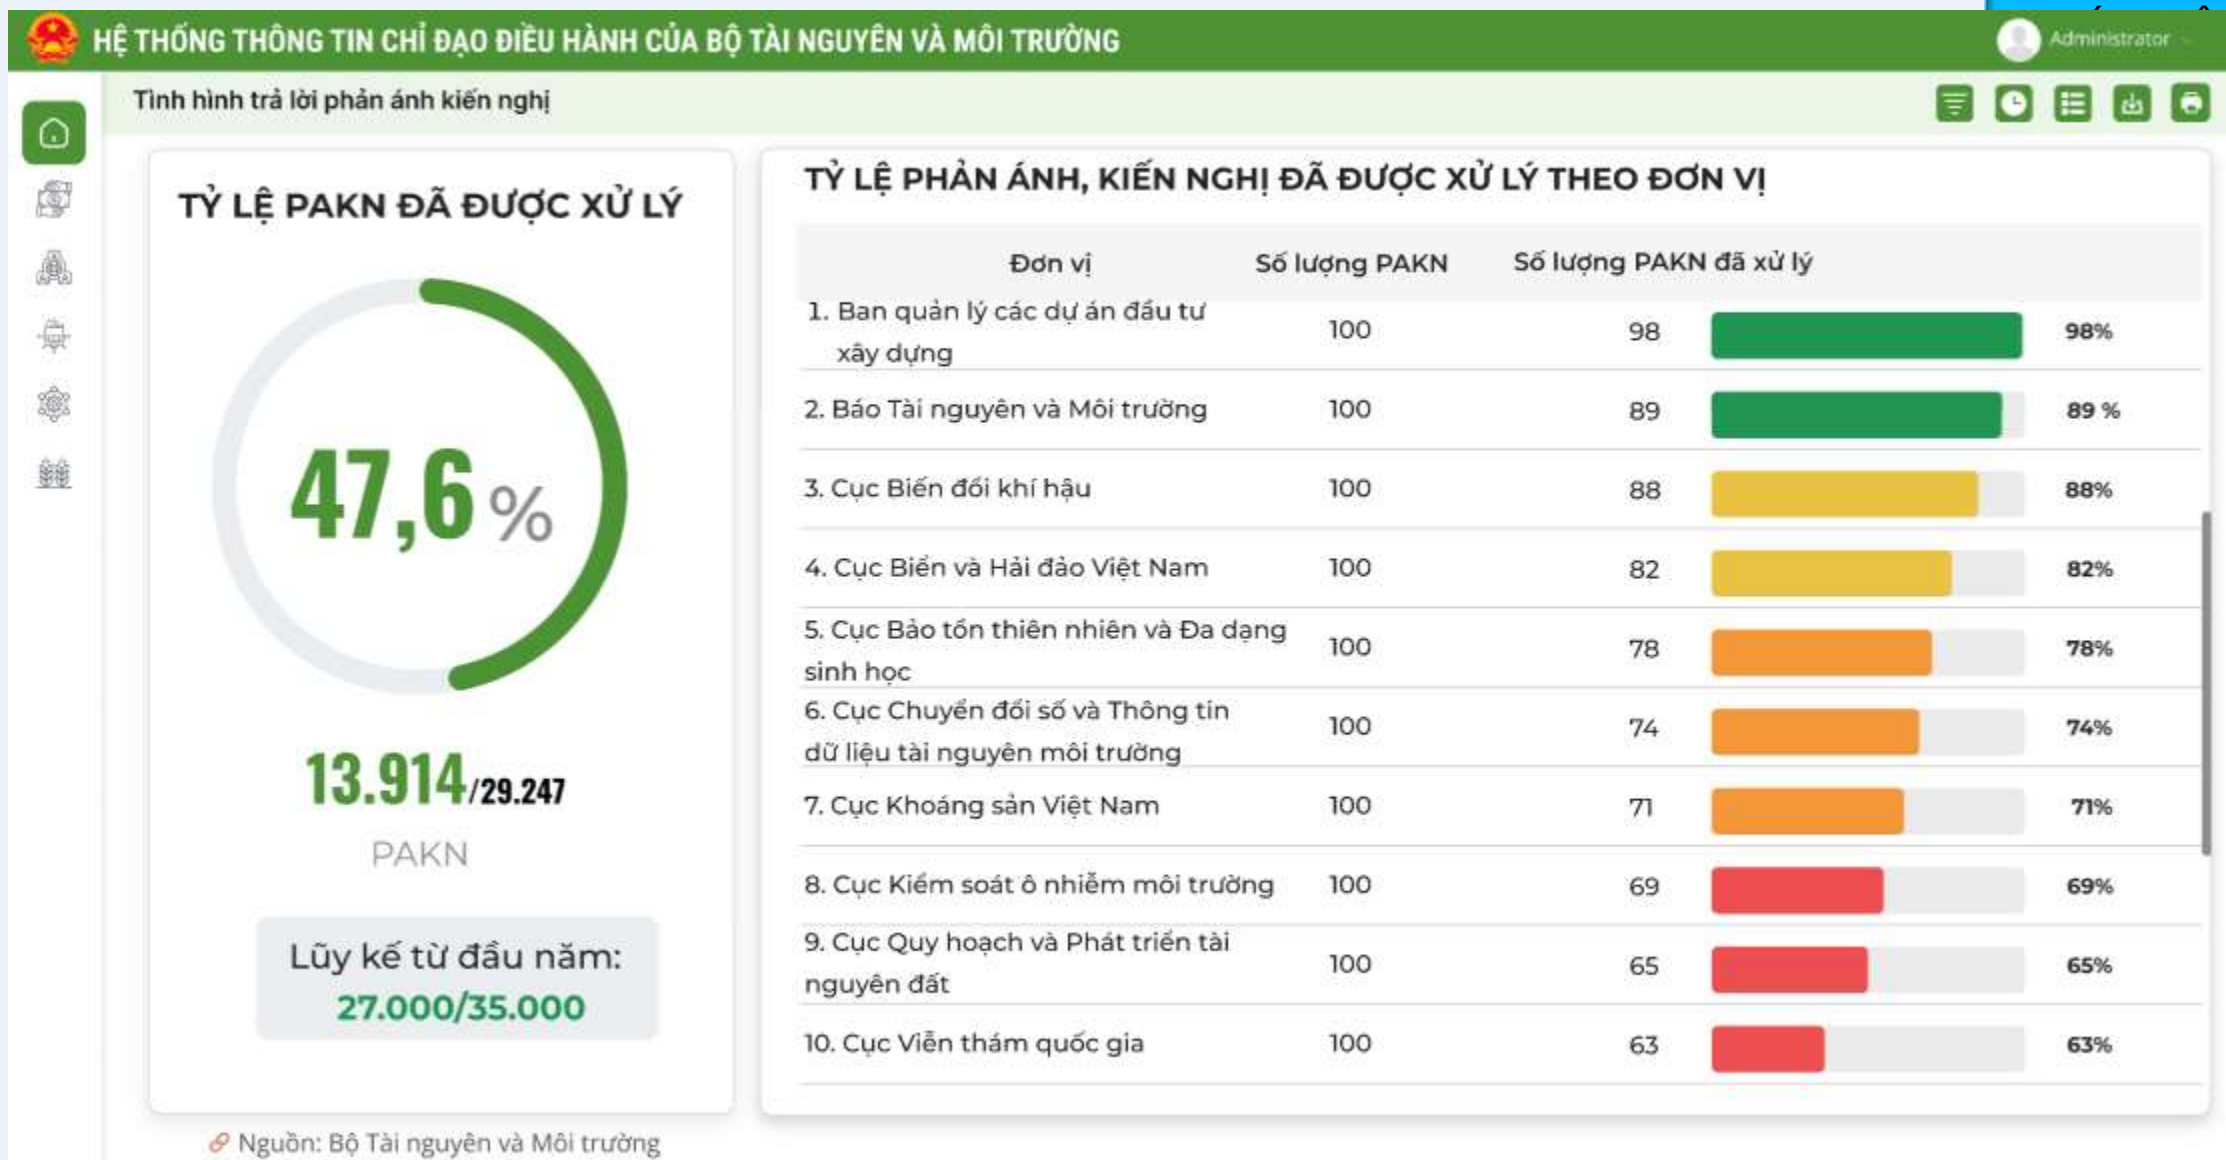 HỆ THỐNG THÔNG TIN CHỈ ĐẠO ĐIỀU HÀNH CỦA BỘ TÀI NGUYÊN VÀ MÔI TRƯỜNG
Administrator
Tình hình trả lời phản ánh kiến nghị
TỶ LỆ PAKN ĐÃ ĐƯỢC XỬ LÝ
47,6 %
13.914/29.247
PAKN
Lũy kế từ đầu năm:
27.000/35.000
TỶ LỆ PHẢN ÁNH, KIẾN NGHỊ ĐÃ ĐƯỢC XỬ LÝ THEO ĐƠN VỊ
Đơn vị Số lượng PAKN Số lượng PAKN đã xử lý
1. Ban quản lý các dự án đầu tư
xây dựng
100 98 98%
2. Báo Tài nguyên và Môi trường 100 89 89 %
3. Cục Biến đổi khí hậu 100 88 88%
4. Cục Biển và Hải đảo Việt Nam 100 82 82%
5. Cục Bảo tồn thiên nhiên và Đa dạng
sinh học
100 78 78%
6. Cục Chuyển đổi số và Thông tin
dữ liệu tài nguyên môi trường
100 74 74%
7. Cục Khoáng sản Việt Nam 100 71 71%
8. Cục Kiểm soát ô nhiễm môi trường 100 69 69%
9. Cục Quy hoạch và Phát triển tài
nguyên đất
100 65 65%
10. Cục Viễn thám quốc gia 100 63 63%
Nguồn: Bộ Tài nguyên và Môi trường